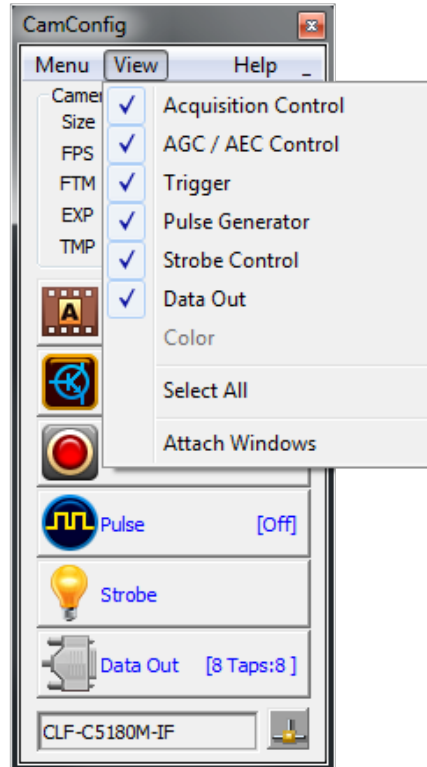 CamConfig
Menu View Help _
Acquisition Control
AGC / AEC Control
Trigger
Pulse Generator
Strobe Control
Data Out
Color
Select All
Attach Windows
Camer
Size
FPS
FTM
EXP
TMP
A
Pulse [Off]
Strobe
Data Out [8 Taps:8 ]
CLF-C5180M-IF